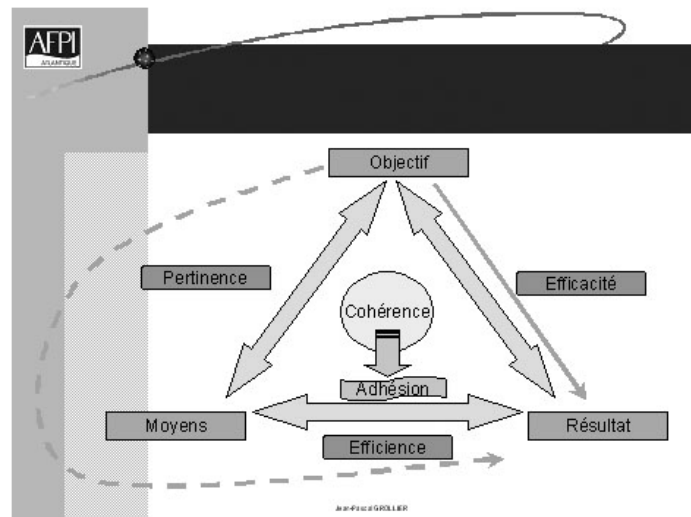 AFPI
ATLANTIQUE
Objectif
Pertinence
Efficacité
Cohérence
Adhésion
Moyens
Résultat
Efficience
Jean-Pascal GROLLIER